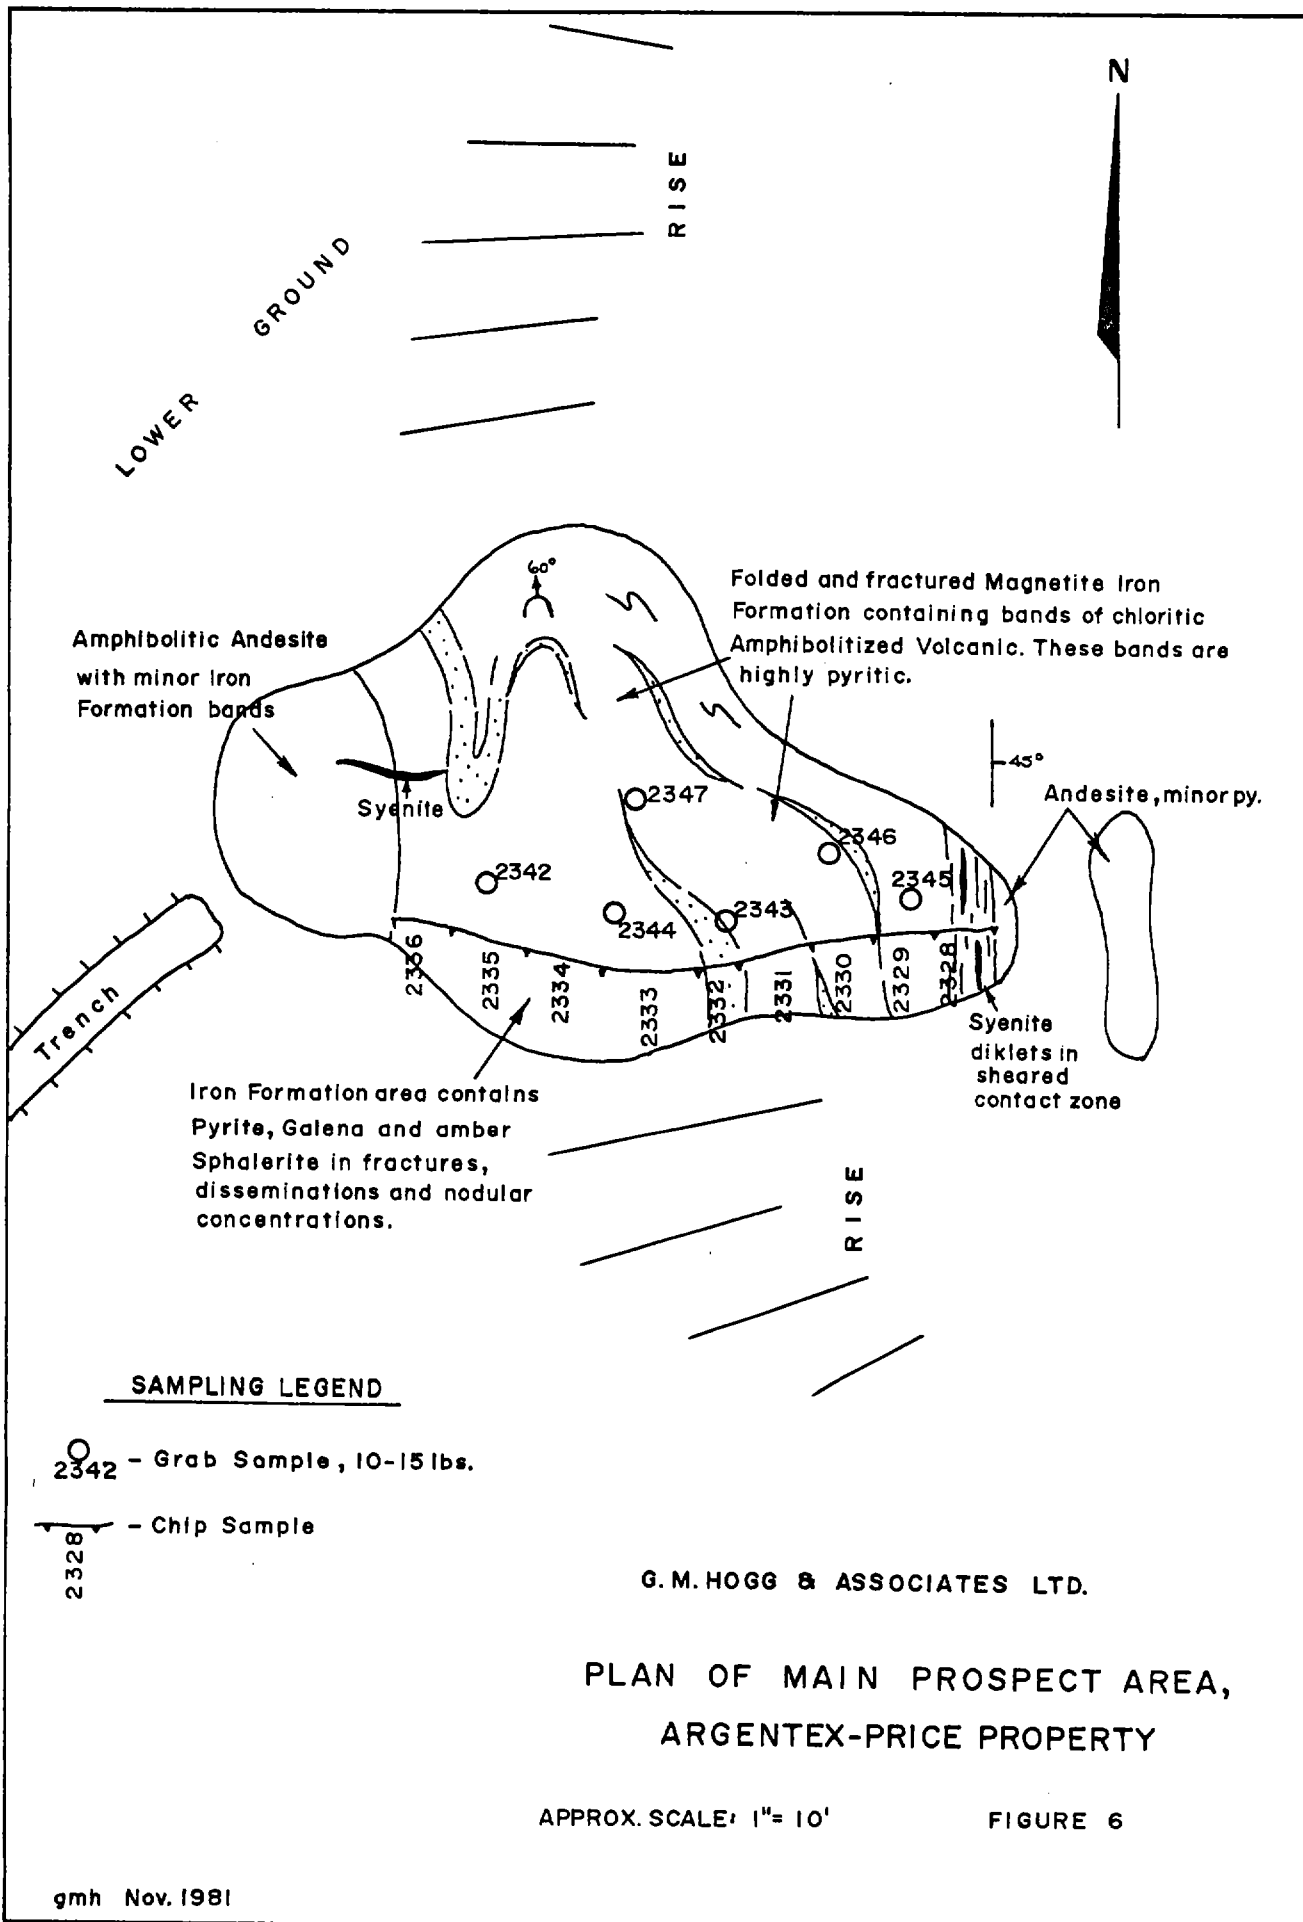 N
RISE
GROUND
LOWER
60°
Folded and fractured Magnetite Iron
Formation containing bands of chloritic
Amphibolitized Volcanic. These bands are
highly pyritic.
Amphibolitic Andesite
with minor Iron
Formation bands
45°
Andesite, minor py.
Syenite
2347
2346
2345
2342
2343
2344
2336
2335
2334
2333
2332
2331
2330
2329
2328
Trench
Syenite
diklets in
sheared
contact zone
Iron Formation area contains
Pyrite, Galena and amber
Sphalerite in fractures,
disseminations and nodular
concentrations.
RISE
SAMPLING LEGEND
2342 - Grab Sample, 10-15 lbs.
2328 - Chip Sample
G.M. HOGG & ASSOCIATES LTD.
PLAN OF MAIN PROSPECT AREA,
ARGENTEX-PRICE PROPERTY
APPROX. SCALE: 1"= 10'
FIGURE 6
gmh Nov. 1981